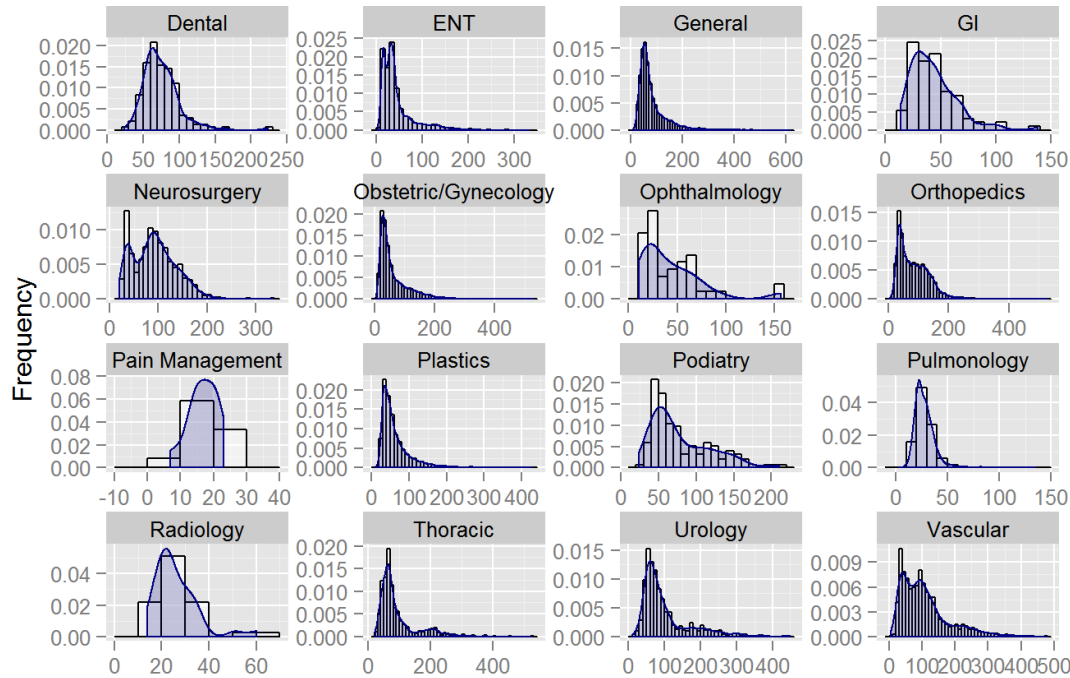 Dental ENT General GI
0.020 0.015 0.010 0.005 0.000
0 50 100 150 200 250
0.025 0.020 0.015 0.010 0.005 0.000
0 100 200 300
0.015 0.010 0.005 0.000
0 200 400 600
0.025 0.020 0.015 0.010 0.005 0.000
0 50 100 150
Frequency
Neurosurgery Obstetric/Gynecology Ophthalmology Orthopedics
0.010 0.005 0.000
0 100 200 300
0.020 0.015 0.010 0.005 0.000
0 200 400
0.02 0.01 0.00
0 50 100 150
0.015 0.010 0.005 0.000
0 200 400
Pain Management Plastics Podiatry Pulmonology
0.08 0.06 0.04 0.02 0.00
-10 0 10 20 30 40
0.020 0.015 0.010 0.005 0.000
0 100 200 300 400
0.020 0.015 0.010 0.005 0.000
0 50 100 150 200
0.04 0.02 0.00
0 50 100 150
Radiology Thoracic Urology Vascular
0.04 0.02 0.00
0 20 40 60
0.020 0.015 0.010 0.005 0.000
0 200 400
0.015 0.010 0.005 0.000
0 100 200 300 400
0.009 0.006 0.003 0.000
0 100 200 300 400 500